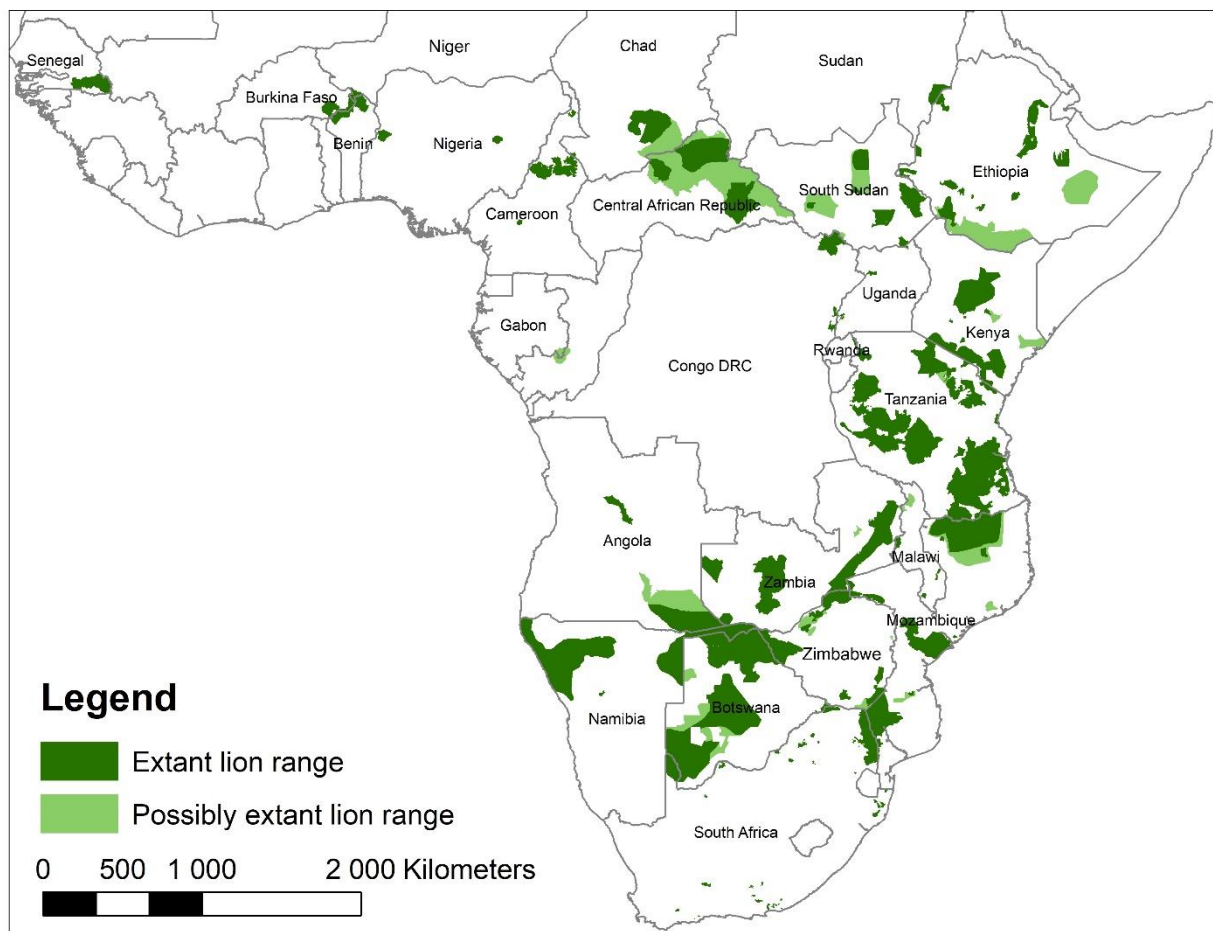 Niger
Chad
Sudan
Senegal
Burkina Faso
Benin
Nigeria
Ethiopia
South Sudan
Central African Republic
Cameroon
Uganda
Gabon
Kenya
Rwanda
Congo DRC
Tanzania
Angola
Malawi
Zambia
Mozambique
Zimbabwe
Legend
Botswana
Namibia
Extant lion range
Possibly extant lion range
South Africa
0 500 1 000 2 000 Kilometers